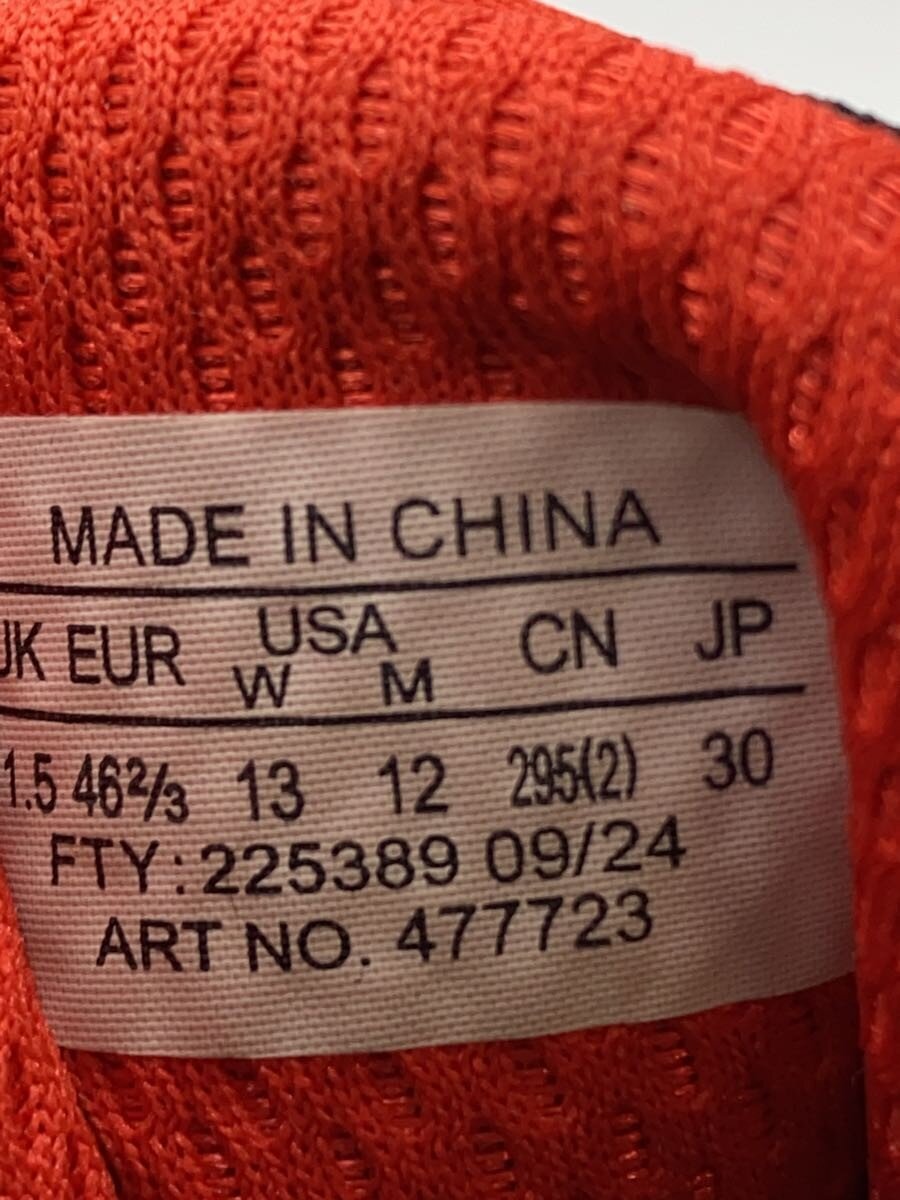 MADE IN CHINA
UK EUR USA CN JP
W M
1.5 46⅔ 13 12 295(2) 30
FTY: 225389 09/24
ART NO. 477723